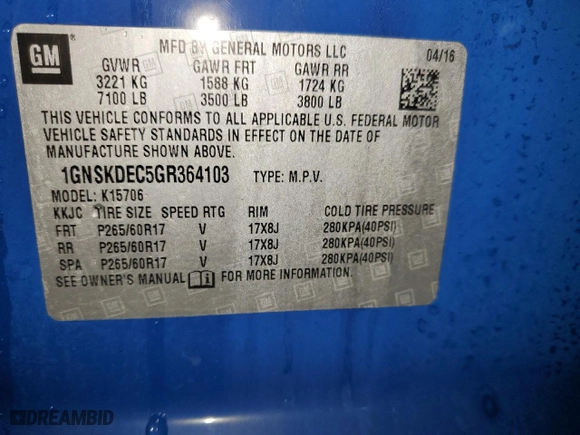 GM
MFD BY GENERAL MOTORS LLC
04/16
GVWR GAWR FRT GAWR RR
3221 KG 1588 KG 1724 KG
7100 LB 3500 LB 3800 LB
THIS VEHICLE CONFORMS TO ALL APPLICABLE U.S. FEDERAL MOTOR
VEHICLE SAFETY STANDARDS IN EFFECT ON THE DATE OF
MANUFACTURE SHOWN ABOVE.
1GNSKDEC5GR364103 TYPE: M.P.V.
MODEL: K15706
KKJC TIRE SIZE SPEED RTG RIM COLD TIRE PRESSURE
FRT P265/60R17 V 17X8J 280KPA(40PSI)
RR P265/60R17 V 17X8J 280KPA(40PSI)
SPA P265/60R17 V 17X8J 280KPA(40PSI)
SEE OWNER'S MANUAL FOR MORE INFORMATION
DREAMBID